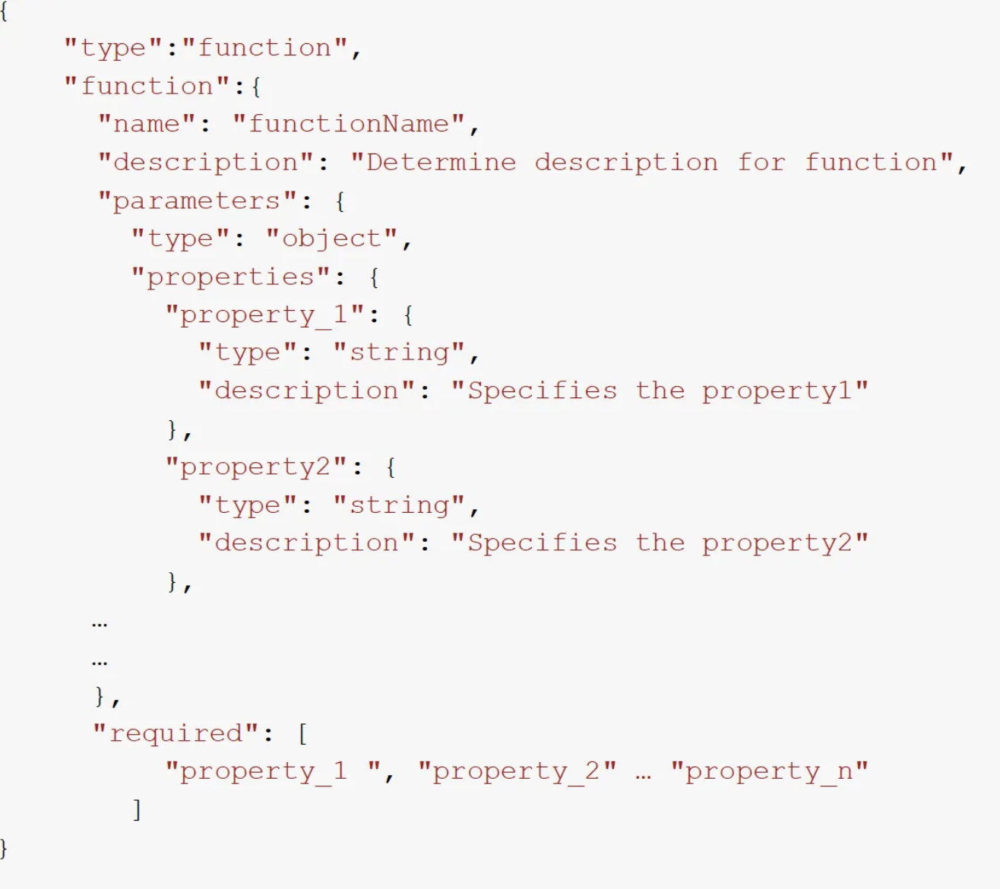 {
"type":"function",
"function":{
"name": "functionName",
"description": "Determine description for function",
"parameters": {
"type": "object",
"properties": {
"property_1": {
"type": "string",
"description": "Specifies the property1"
},
"property2": {
"type": "string",
"description": "Specifies the property2"
},
…
…
},
"required": [
"property_1 ", "property_2" … "property_n"
]
}